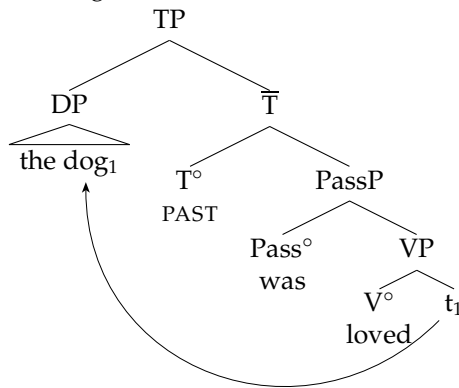 TP
DP T̅
the dog₁ T° PassP
PAST Pass° VP
was V° t₁
loved